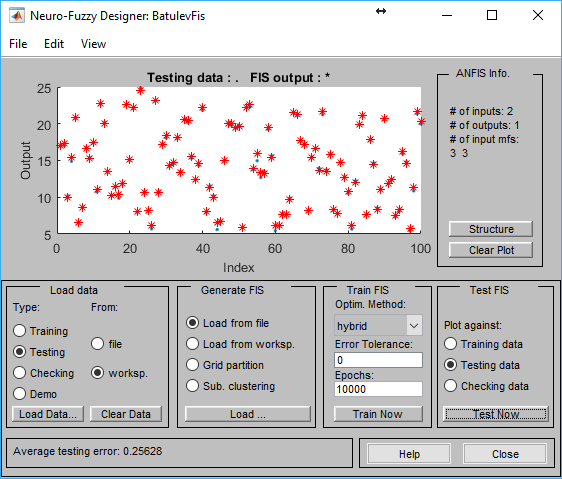 Neuro-Fuzzy Designer: BatulevFis
File Edit View
Testing data : . FIS output : *
25
20
15
10
5
Output
0 20 40 60 80 100
Index
ANFIS Info.
# of inputs: 2
# of outputs: 1
# of input mfs:
3 3
Structure
Clear Plot
Load data
Type: From:
Training
Testing
Checking
Demo
file
worksp.
Load Data... Clear Data
Generate FIS
Load from file
Load from worksp.
Grid partition
Sub. clustering
Load ...
Train FIS
Optim. Method:
hybrid
Error Tolerance:
0
Epochs:
10000
Train Now
Test FIS
Plot against:
Training data
Testing data
Checking data
Test Now
Average testing error: 0.25628
Help Close